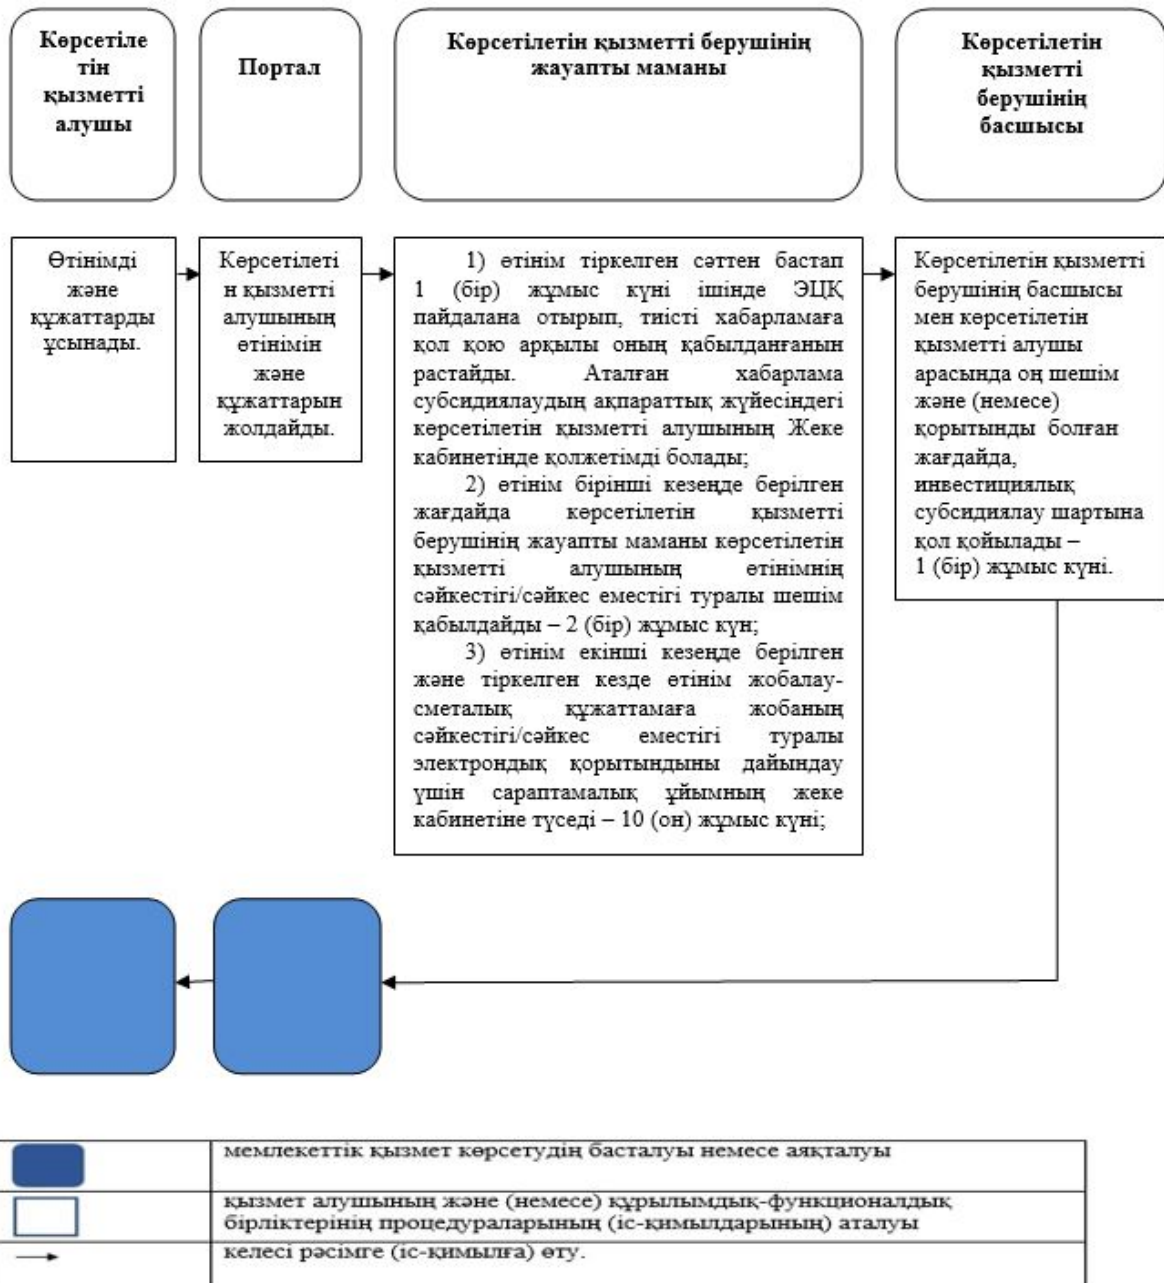 Көрсетіле
тін
қызметті
алушы
Портал
Көрсетілетін қызметті берушінің
жауапты маманы
Көрсетілетін
қызметті
берушінің
басшысы
Өтінімді
және
құжаттарды
ұсынады.
Көрсетілеті
н қызметті
алушының
өтінімін
және
құжаттарын
жолдайды.
1) өтінім тіркелген сәттен бастап
1 (бір) жұмыс күні ішінде ЭЦҚ
пайдалана отырып, тиісті хабарламаға
қол қою арқылы оның қабылданғанын
растайды. Аталған хабарлама
субсидиялаудың ақпараттық жүйесіндегі
көрсетілетін қызметті алушының Жеке
кабинетінде қолжетімді болады;
2) өтінім бірінші кезеңде берілген
жағдайда көрсетілетін қызметті
берушінің жауапты маманы көрсетілетін
қызметті алушының өтінімнің
сәйкестігі/сәйкес еместігі туралы шешім
қабылдайды – 2 (бір) жұмыс күн;
3) өтінім екінші кезеңде берілген
және тіркелген кезде өтінім жобалау-
сметалық құжаттамаға жобаның
сәйкестігі/сәйкес еместігі туралы
электрондық қорытындыны дайындау
үшін сараптамалық ұйымның жеке
кабинетіне түседі – 10 (он) жұмыс күні;
Көрсетілетін қызметті
берушінің басшысы
мен көрсетілетін
қызметті алушы
арасында оң шешім
және (немесе)
қорытынды болған
жағдайда,
инвестициялық
субсидиялау шартына
қол қойылады –
1 (бір) жұмыс күні.
мемлекеттік қызмет көрсетудің басталуы немесе аяқталуы
қызмет алушының және (немесе) құрылымдық-функционалдық
бірліктерінің процедураларының (іс-қимылдарының) аталуы
келесі рәсімге (іс-қимылға) өту.